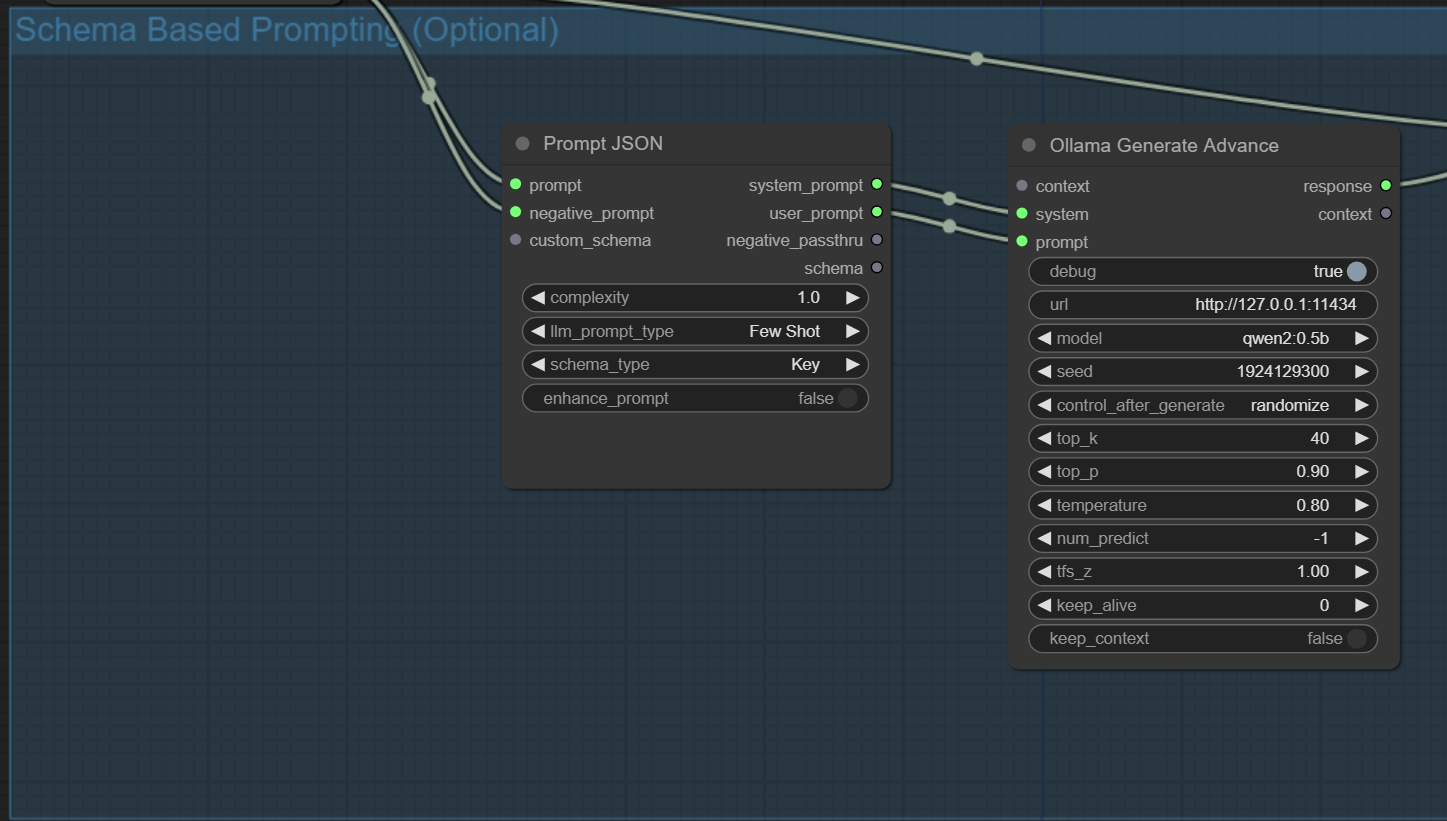 Schema Based Prompting (Optional)
Prompt JSON
prompt system_prompt
negative_prompt user_prompt
custom_schema negative_passthru
schema
complexity 1.0
llm_prompt_type Few Shot
schema_type Key
enhance_prompt false
Ollama Generate Advance
context response
system context
prompt
debug true
url http://127.0.0.1:11434
model qwen2:0.5b
seed 1924129300
control_after_generate randomize
top_k 40
top_p 0.90
temperature 0.80
num_predict -1
tfs_z 1.00
keep_alive 0
keep_context false